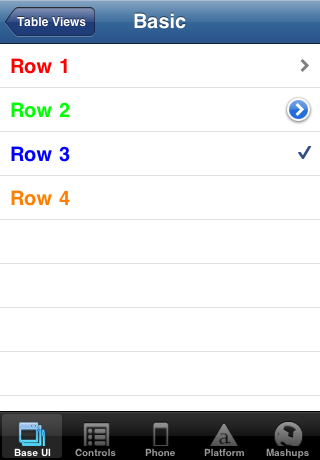 Table Views
Basic
Row 1
Row 2
Row 3
Row 4
Base UI
Controls
Phone
Platform
Mashups